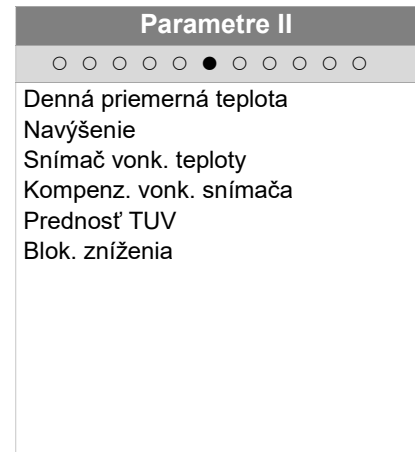 Parametre II
Denná priemerná teplota
Navýšenie
Snímač vonk. teploty
Kompenz. vonk. snímača
Prednosť TUV
Blok. zníženia